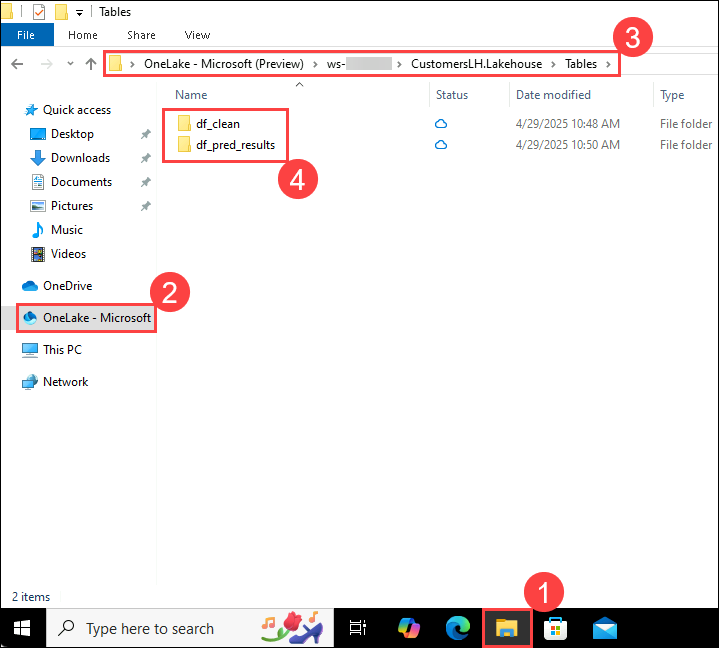 Tables
File Home Share View
3
OneLake - Microsoft (Preview) > ws- > CustomersLH.Lakehouse > Tables >
Name Status Date modified Type
Quick access
Desktop
Downloads
Documents
Pictures
Music
Videos
OneDrive
OneLake - Microsoft
This PC
Network
2
df_clean 4/29/2025 10:48 AM File folder
df_pred_results 4/29/2025 10:50 AM File folder
4
2 items
1
Type here to search